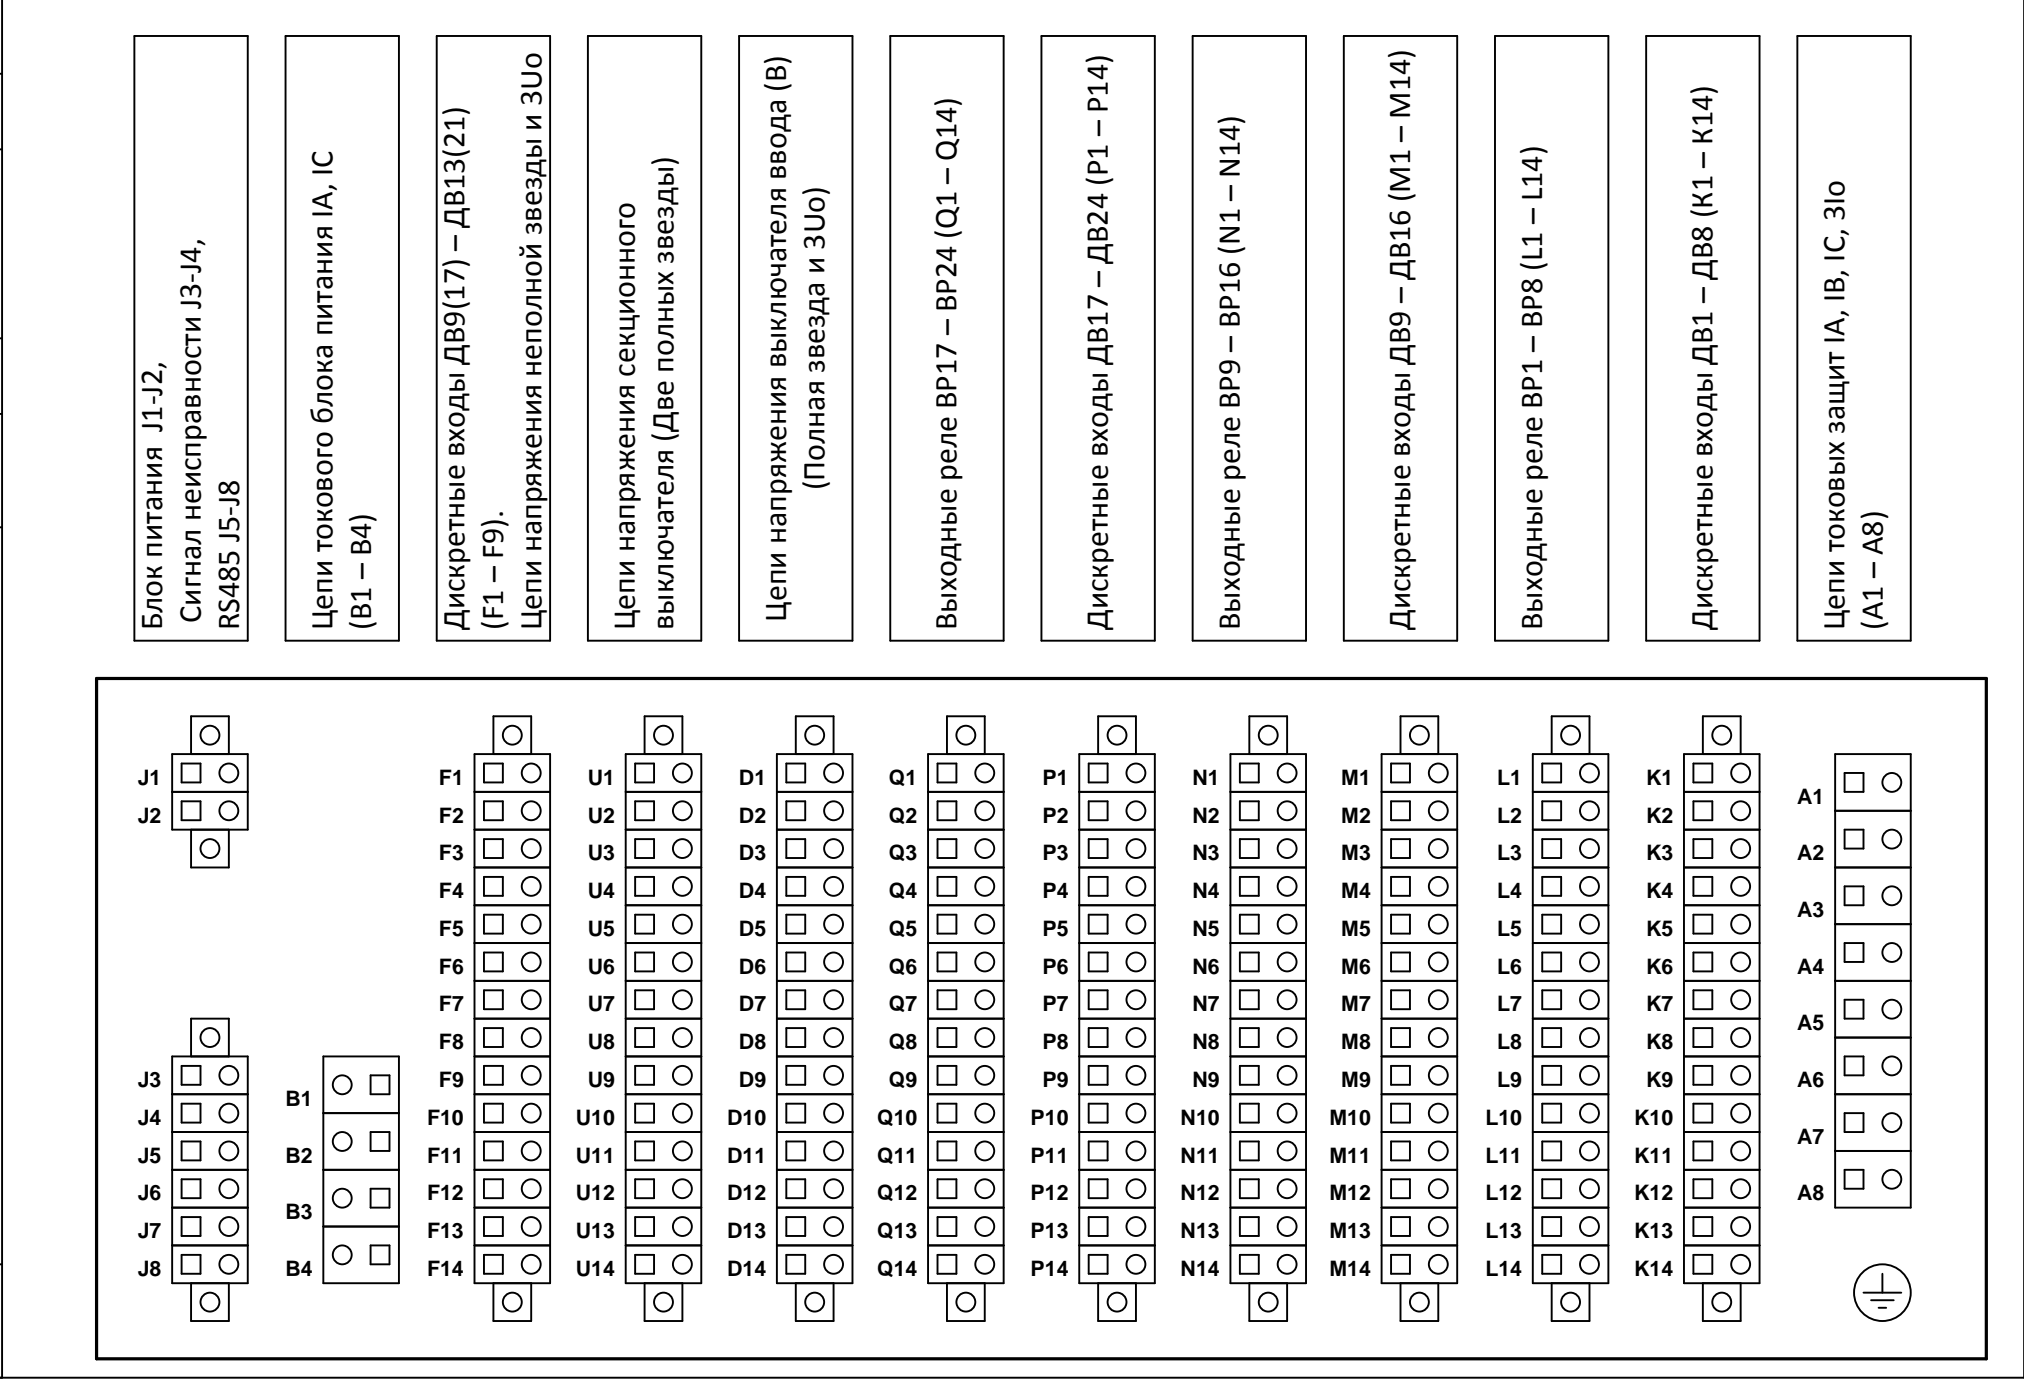 Блок питания J1-J2,
Сигнал неисправности J3-J4,
RS485 J5-J8
Цепи токового блока питания IA, IC
(B1 – B4)
Дискретные входы ДВ9(17) – ДВ13(21)
(F1 – F9).
Цепи напряжения неполной звезды и 3Uo
Цепи напряжения секционного
выключателя (Две полных звезды)
Цепи напряжения выключателя ввода (В)
(Полная звезда и 3Uo)
Выходные реле ВР17 – ВР24 (Q1 – Q14)
Дискретные входы ДВ17 – ДВ24 (P1 – P14)
Выходные реле ВР9 – ВР16 (N1 – N14)
Дискретные входы ДВ9 – ДВ16 (M1 – M14)
Выходные реле ВР1 – ВР8 (L1 – L14)
Дискретные входы ДВ1 – ДВ8 (K1 – K14)
Цепи токовых защит IA, IB, IC, 3Io
(A1 – A8)
J1
J2
J3
J4
J5
J6
J7
J8
B1
B2
B3
B4
F1
F2
F3
F4
F5
F6
F7
F8
F9
F10
F11
F12
F13
F14
U1
U2
U3
U4
U5
U6
U7
U8
U9
U10
U11
U12
U13
U14
D1
D2
D3
D4
D5
D6
D7
D8
D9
D10
D11
D12
D13
D14
Q1
Q2
Q3
Q4
Q5
Q6
Q7
Q8
Q9
Q10
Q11
Q12
Q13
Q14
P1
P2
P3
P4
P5
P6
P7
P8
P9
P10
P11
P12
P13
P14
N1
N2
N3
N4
N5
N6
N7
N8
N9
N10
N11
N12
N13
N14
M1
M2
M3
M4
M5
M6
M7
M8
M9
M10
M11
M12
M13
M14
L1
L2
L3
L4
L5
L6
L7
L8
L9
L10
L11
L12
L13
L14
K1
K2
K3
K4
K5
K6
K7
K8
K9
K10
K11
K12
K13
K14
A1
A2
A3
A4
A5
A6
A7
A8